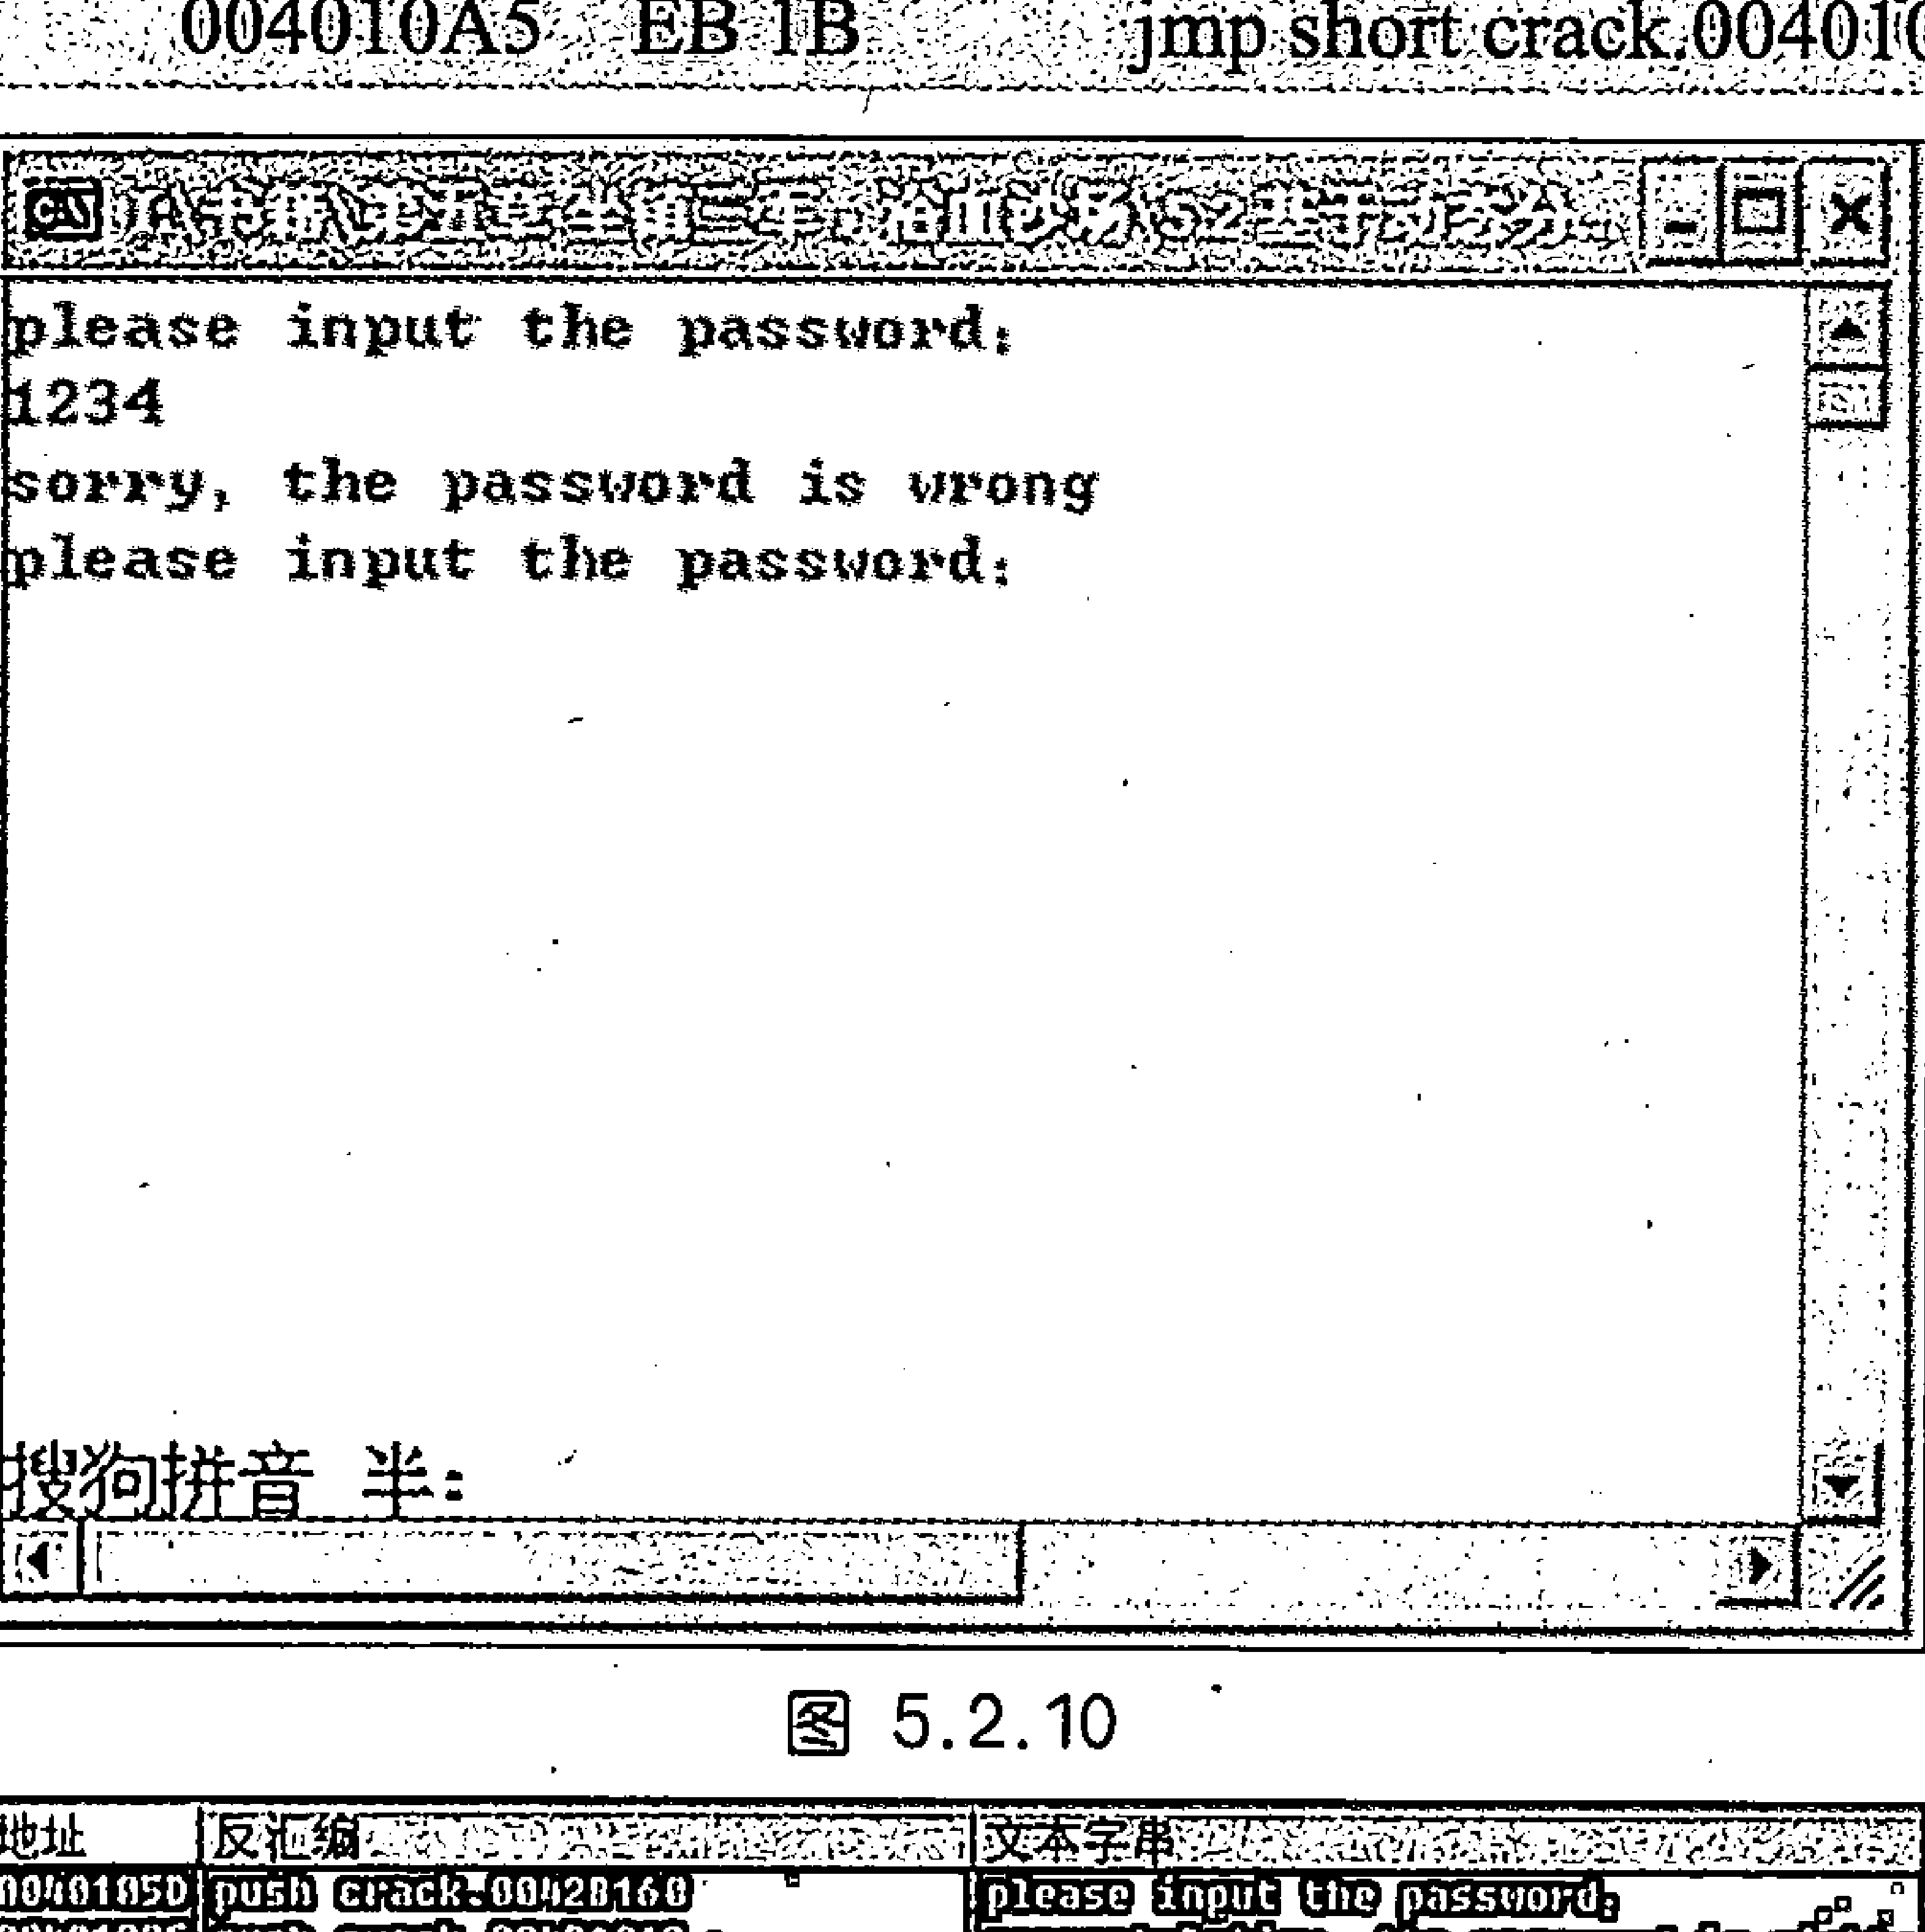 004010A5 EB 1B jmp short crack.004010
please input the password:
1234
sorry, the password is wrong
please input the password:
搜狗拼音 半:
图 5.2.10
地址 反汇编 文本字串
0040105D push crack.0042B160 please input the password: